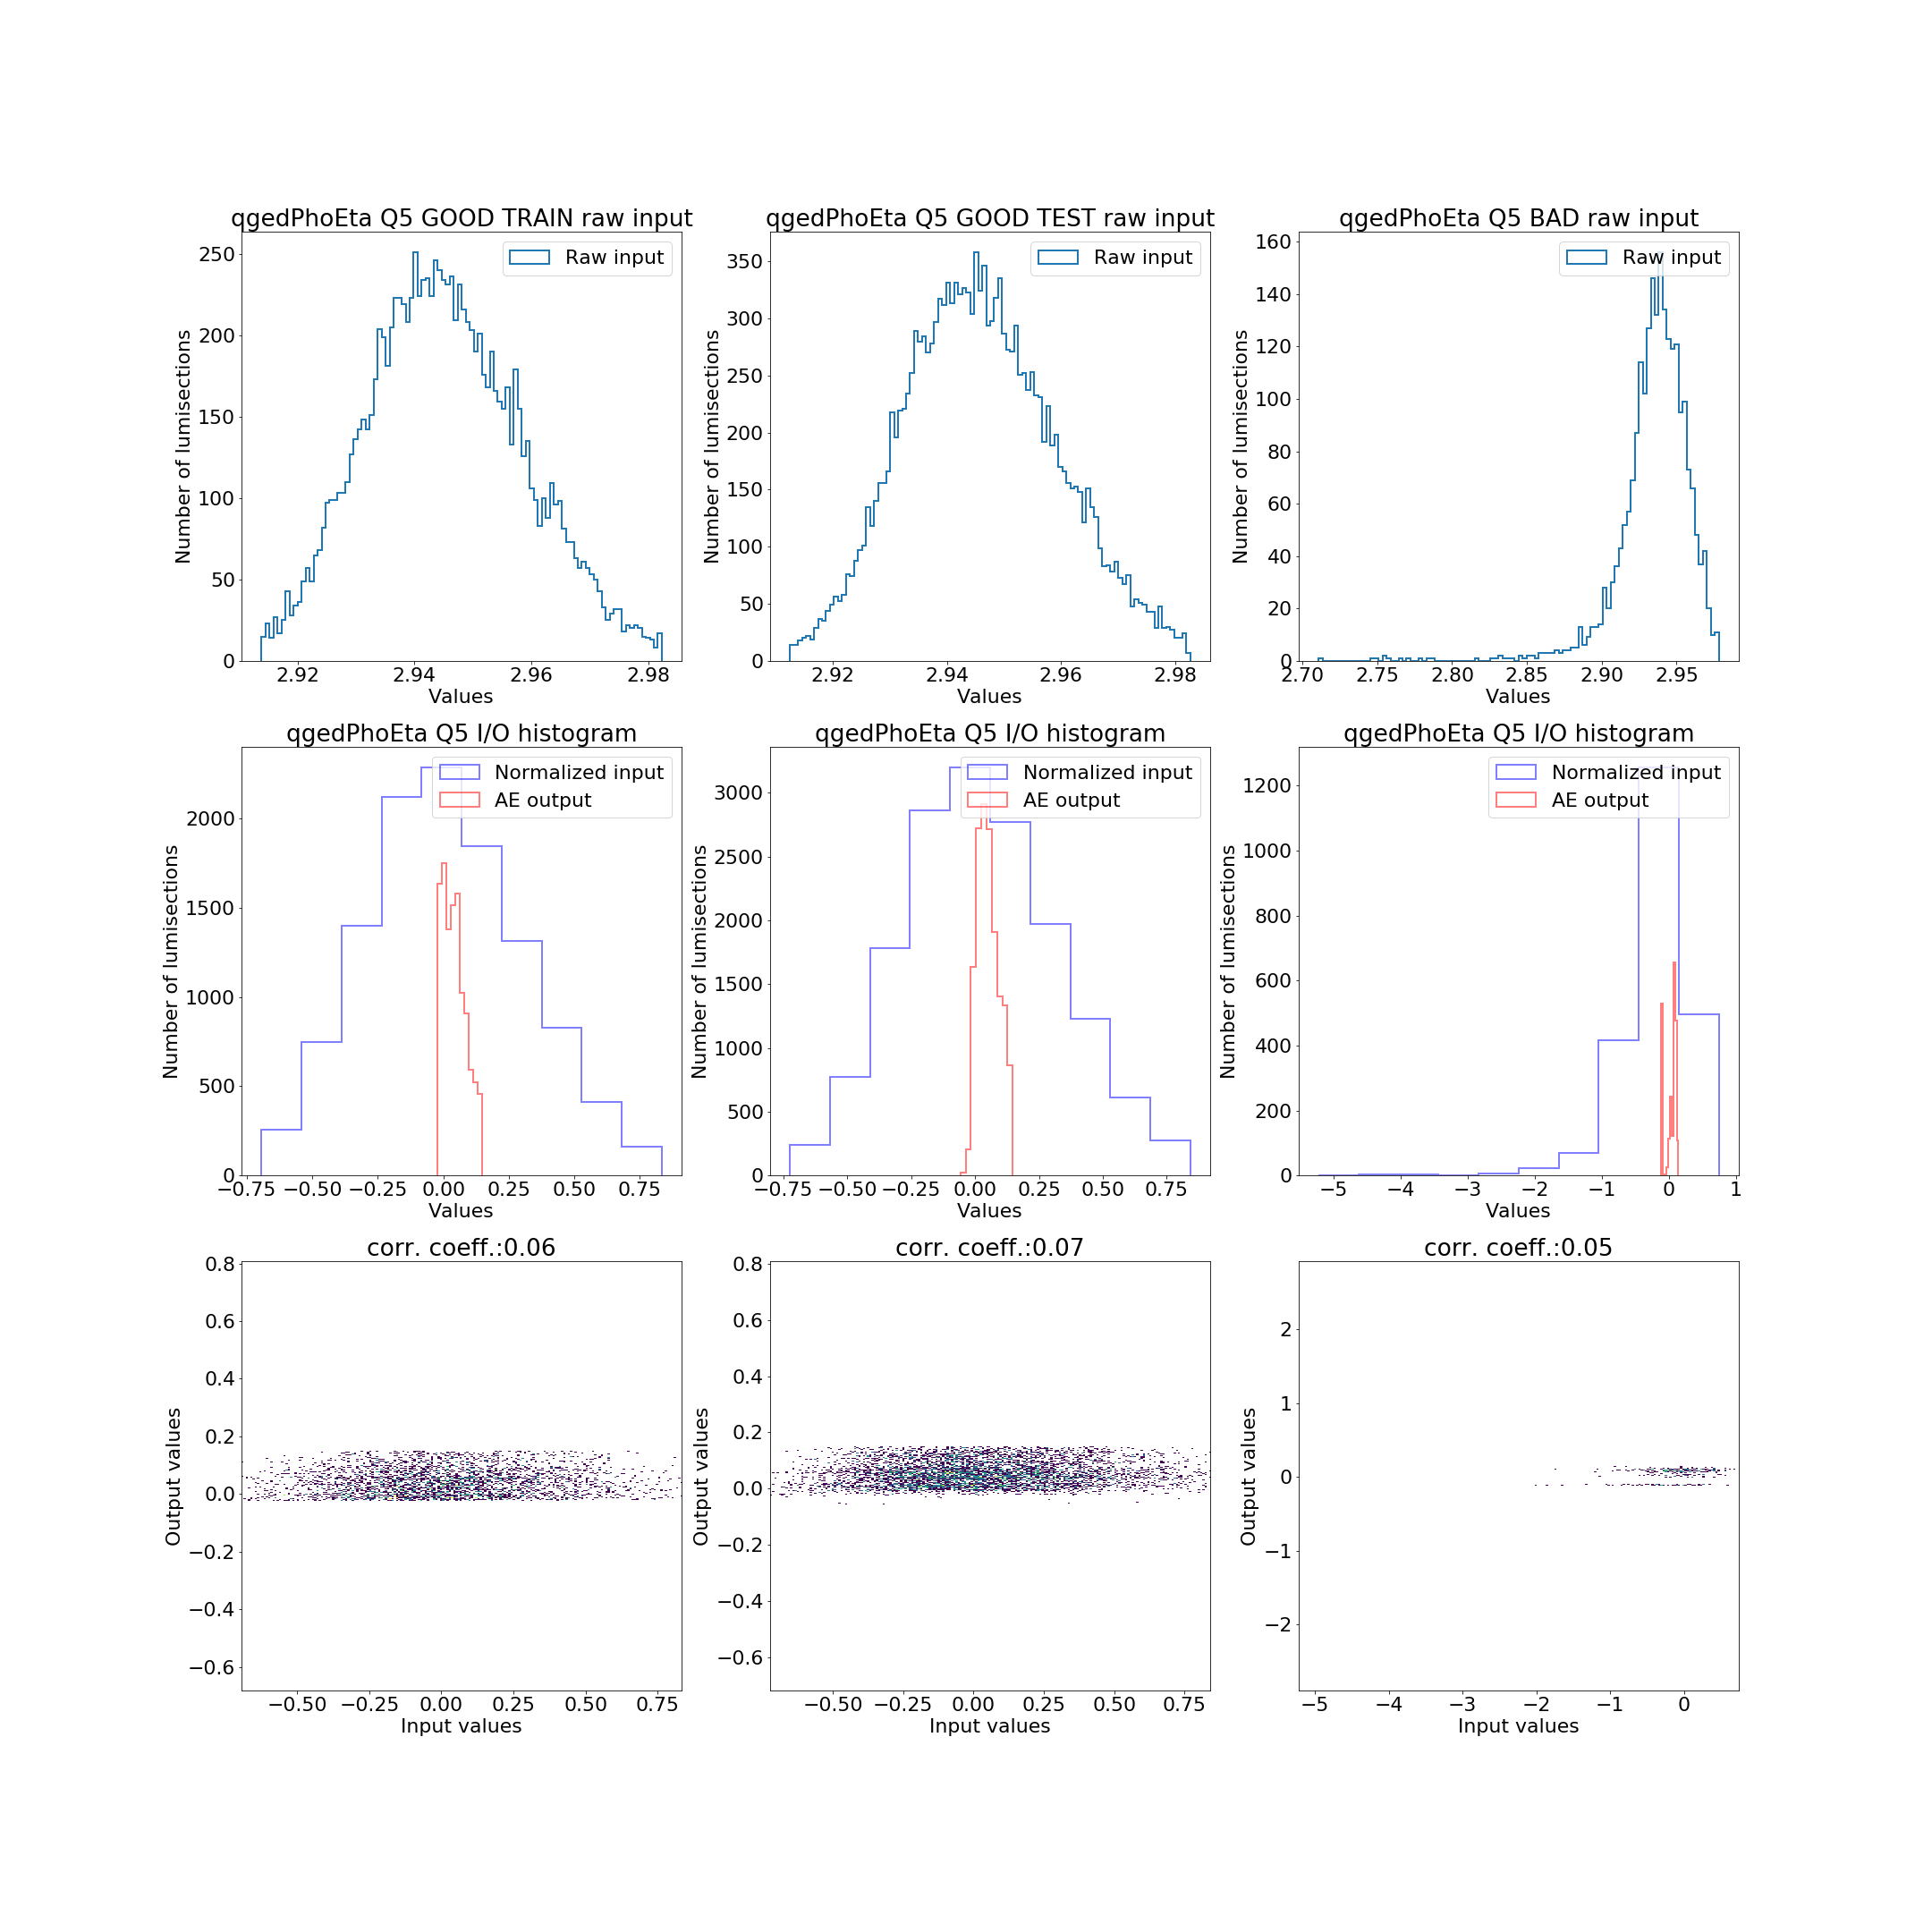 qgedPhoEta Q5 GOOD TRAIN raw input
Raw input
250
200
150
100
50
0
Number of lumisections
2.92 2.94 2.96 2.98
Values
qgedPhoEta Q5 GOOD TEST raw input
Raw input
350
300
250
200
150
100
50
0
Number of lumisections
2.92 2.94 2.96 2.98
Values
qgedPhoEta Q5 BAD raw input
Raw input
160
140
120
100
80
60
40
20
0
Number of lumisections
2.70 2.75 2.80 2.85 2.90 2.95
Values
qgedPhoEta Q5 I/O histogram
Normalized input
AE output
2000
1500
1000
500
0
Number of lumisections
−0.75 −0.50 −0.25 0.00 0.25 0.50 0.75
Values
qgedPhoEta Q5 I/O histogram
Normalized input
AE output
3000
2500
2000
1500
1000
500
0
Number of lumisections
−0.75 −0.50 −0.25 0.00 0.25 0.50 0.75
Values
qgedPhoEta Q5 I/O histogram
Normalized input
AE output
1200
1000
800
600
400
200
0
Number of lumisections
−5 −4 −3 −2 −1 0 1
Values
corr. coeff.:0.06
0.8
0.6
0.4
0.2
0.0
−0.2
−0.4
−0.6
Output values
−0.50 −0.25 0.00 0.25 0.50 0.75
Input values
corr. coeff.:0.07
0.8
0.6
0.4
0.2
0.0
−0.2
−0.4
−0.6
Output values
−0.50 −0.25 0.00 0.25 0.50 0.75
Input values
corr. coeff.:0.05
2
1
0
−1
−2
Output values
−5 −4 −3 −2 −1 0
Input values